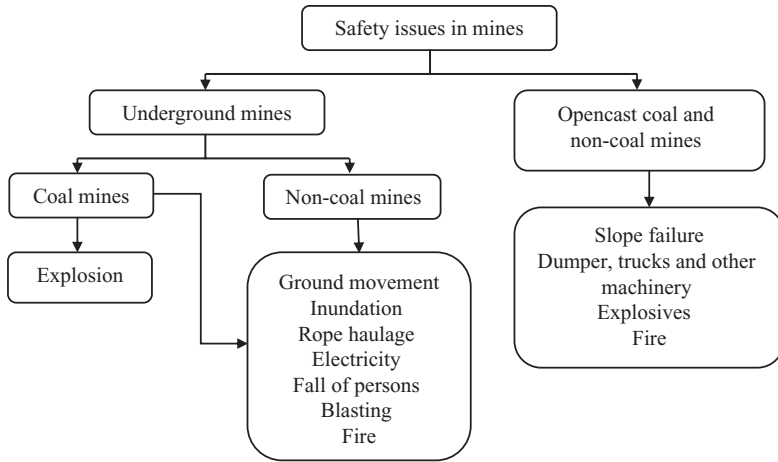 Safety issues in mines
Underground mines
Opencast coal and
non-coal mines
Coal mines
Non-coal mines
Explosion
Ground movement
Inundation
Rope haulage
Electricity
Fall of persons
Blasting
Fire
Slope failure
Dumper, trucks and other
machinery
Explosives
Fire